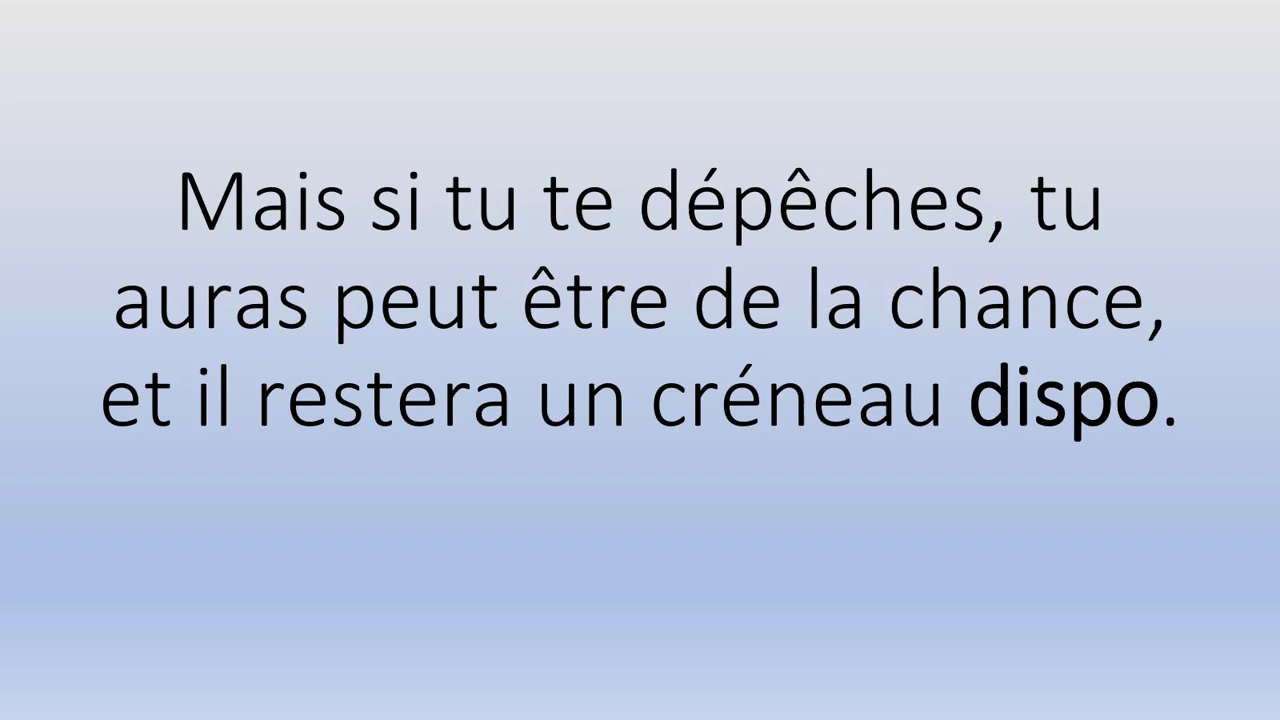 Mais si tu te dépêches, tu
auras peut être de la chance,
et il restera un créneau dispo.